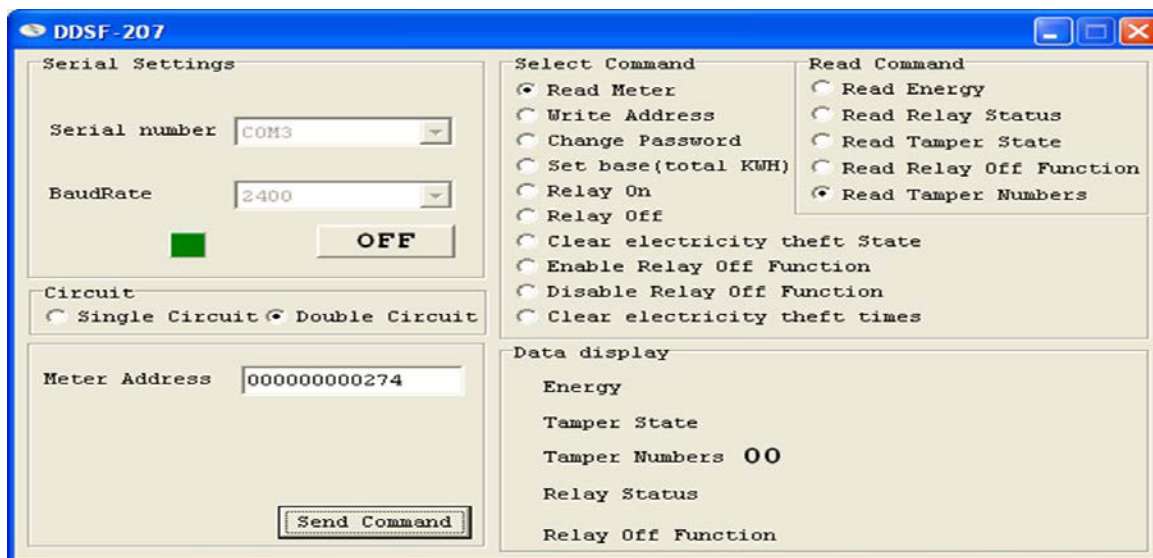 DDSF-207
Serial Settings
Serial number COM3
BaudRate 2400
OFF
Circuit
Single Circuit Double Circuit
Meter Address 000000000274
Send Command
Select Command
Read Meter
Write Address
Change Password
Set base(total KWH)
Relay On
Relay Off
Clear electricity theft State
Enable Relay Off Function
Disable Relay Off Function
Clear electricity theft times
Read Command
Read Energy
Read Relay Status
Read Tamper State
Read Relay Off Function
Read Tamper Numbers
Data display
Energy
Tamper State
Tamper Numbers 00
Relay Status
Relay Off Function